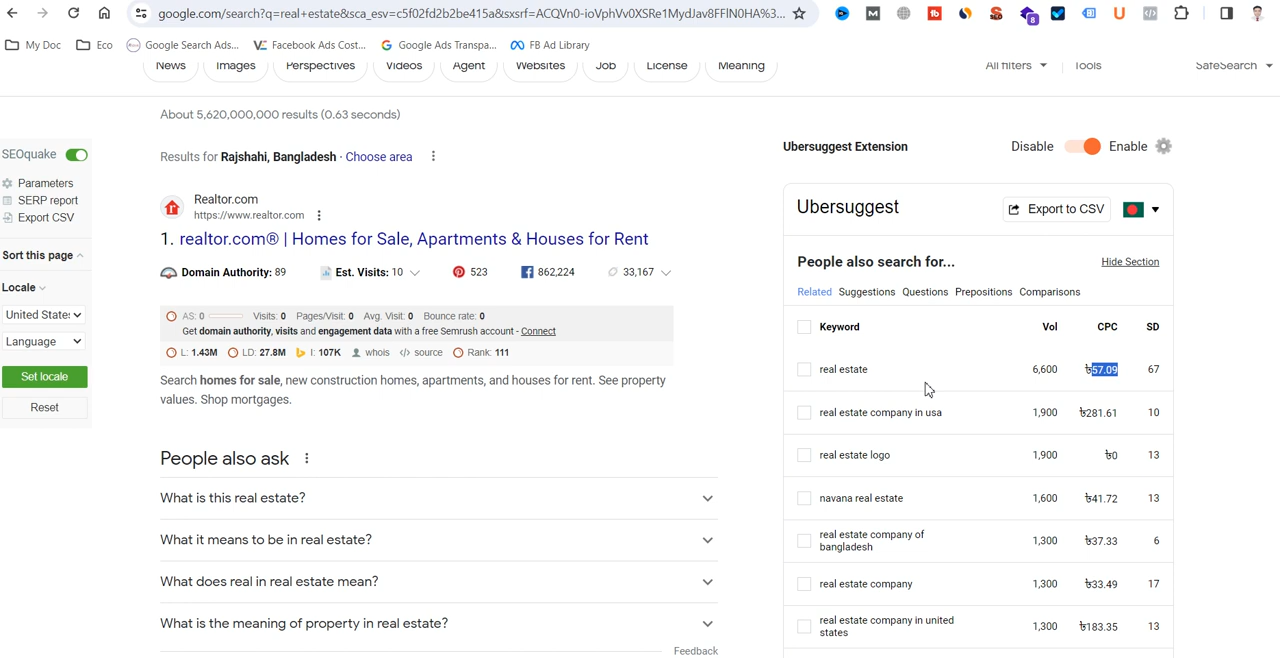 google.com/search?q=real+estate&sca_esv=c5f02fd2b2be415a&sxsrf=ACQVn0-ioVphVv0XSRe1MydJav8FFlN0HA%3...
8
My Doc
Eco
Google Search Ads...
Facebook Ads Cost...
Google Ads Transpa...
FB Ad Library
News
Images
Perspectives
Videos
Agent
Websites
Job
License
Meaning
All filters
Tools
SafeSearch
About 5,620,000,000 results (0.63 seconds)
Results for Rajshahi, Bangladesh · Choose area
SEOquake
Parameters
SERP report
Export CSV
Sort this page
Locale
United States
Language
Set locale
Reset
Realtor.com
https://www.realtor.com
1. realtor.com® | Homes for Sale, Apartments & Houses for Rent
Domain Authority: 89 Est. Visits: 10 523 862,224 33,167
AS: 0 Visits: 0 Pages/Visit: 0 Avg. Visit: 0 Bounce rate: 0
Get domain authority, visits and engagement data with a free Semrush account - Connect
L: 1.43M LD: 27.8M I: 107K whois </> source Rank: 111
Search homes for sale, new construction homes, apartments, and houses for rent. See property
values. Shop mortgages.
People also ask
What is this real estate?
What it means to be in real estate?
What does real in real estate mean?
What is the meaning of property in real estate?
Feedback
Ubersuggest Extension
Disable
Enable
Ubersuggest
Export to CSV
People also search for...
Hide Section
Related Suggestions Questions Prepositions Comparisons
Keyword Vol CPC SD
real estate 6,600 ৳57.09 67
real estate company in usa 1,900 ৳281.61 10
real estate logo 1,900 ৳0 13
navana real estate 1,600 ৳41.72 13
real estate company of
bangladesh 1,300 ৳37.33 6
real estate company 1,300 ৳33.49 17
real estate company in united
states 1,300 ৳183.35 13